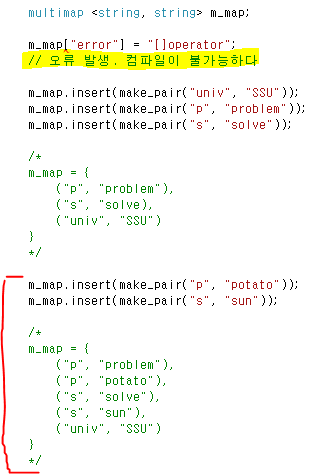 multimap <string, string> m_map;
m_map["error"] = "[]operator";
// 오류 발생. 컴파일이 불가능하다
m_map.insert(make_pair("univ", "SSU"));
m_map.insert(make_pair("p", "problem"));
m_map.insert(make_pair("s", "solve"));
/*
m_map = {
("p", "problem"),
("s", "solve),
("univ", "SSU")
}
*/
m_map.insert(make_pair("p", "potato"));
m_map.insert(make_pair("s", "sun"));
/*
m_map = {
("p", "problem"),
("p", "potato"),
("s", "solve"),
("s", "sun"),
("univ", "SSU")
}
*/